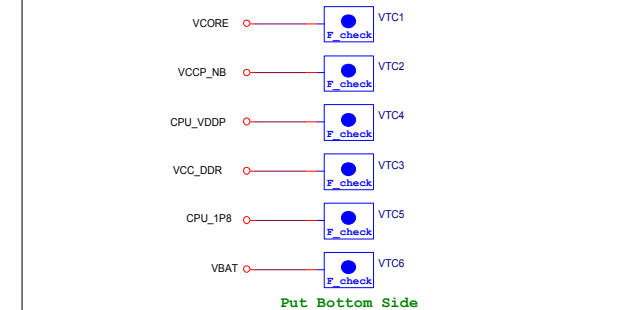 VCORE VTC1
F_check
VCCP_NB VTC2
F_check
CPU_VDDP VTC4
F_check
VCC_DDR VTC3
F_check
CPU_1P8 VTC5
F_check
VBAT VTC6
F_check
Put Bottom Side